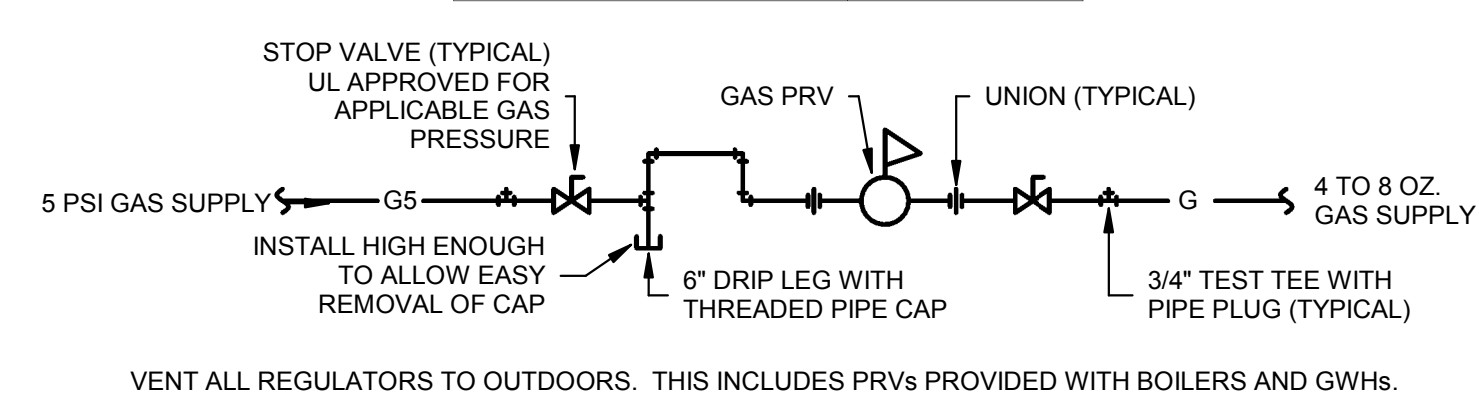 STOP VALVE (TYPICAL)
UL APPROVED FOR
APPLICABLE GAS
PRESSURE
GAS PRV
UNION (TYPICAL)
5 PSI GAS SUPPLY
G5
G
4 TO 8 OZ.
GAS SUPPLY
INSTALL HIGH ENOUGH
TO ALLOW EASY
REMOVAL OF CAP
6" DRIP LEG WITH
THREADED PIPE CAP
3/4" TEST TEE WITH
PIPE PLUG (TYPICAL)
VENT ALL REGULATORS TO OUTDOORS. THIS INCLUDES PRVs PROVIDED WITH BOILERS AND GWHs.